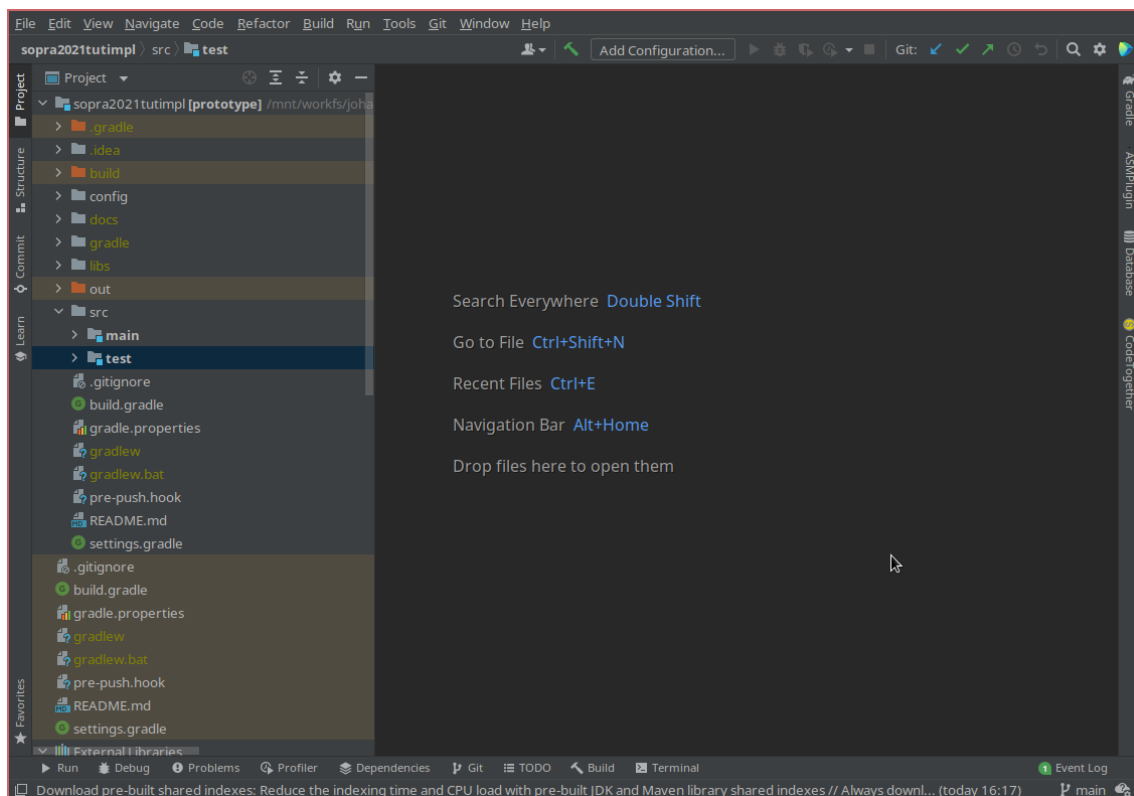 File Edit View Navigate Code Refactor Build Run Tools Git Window Help
sopra2021tutimpl src test Add Configuration... Git:
Project
sopra2021tutimpl [prototype] /mnt/workfs/joha
.gradle
.idea
build
config
docs
gradle
libs
out
src
main
test
.gitignore
build.gradle
gradle.properties
gradlew
gradlew.bat
pre-push.hook
README.md
settings.gradle
.gitignore
build.gradle
gradle.properties
gradlew
gradlew.bat
pre-push.hook
README.md
settings.gradle
External Libraries
Project
Structure
Commit
Learn
Favorites
Search Everywhere Double Shift
Go to File Ctrl+Shift+N
Recent Files Ctrl+E
Navigation Bar Alt+Home
Drop files here to open them
Gradle
ASMPlugin
Database
CodeTogether
Run Debug Problems Profiler Dependencies Git TODO Build Terminal 1 Event Log
Download pre-built shared indexes: Reduce the indexing time and CPU load with pre-built JDK and Maven library shared indexes // Always downl... (today 16:17) main